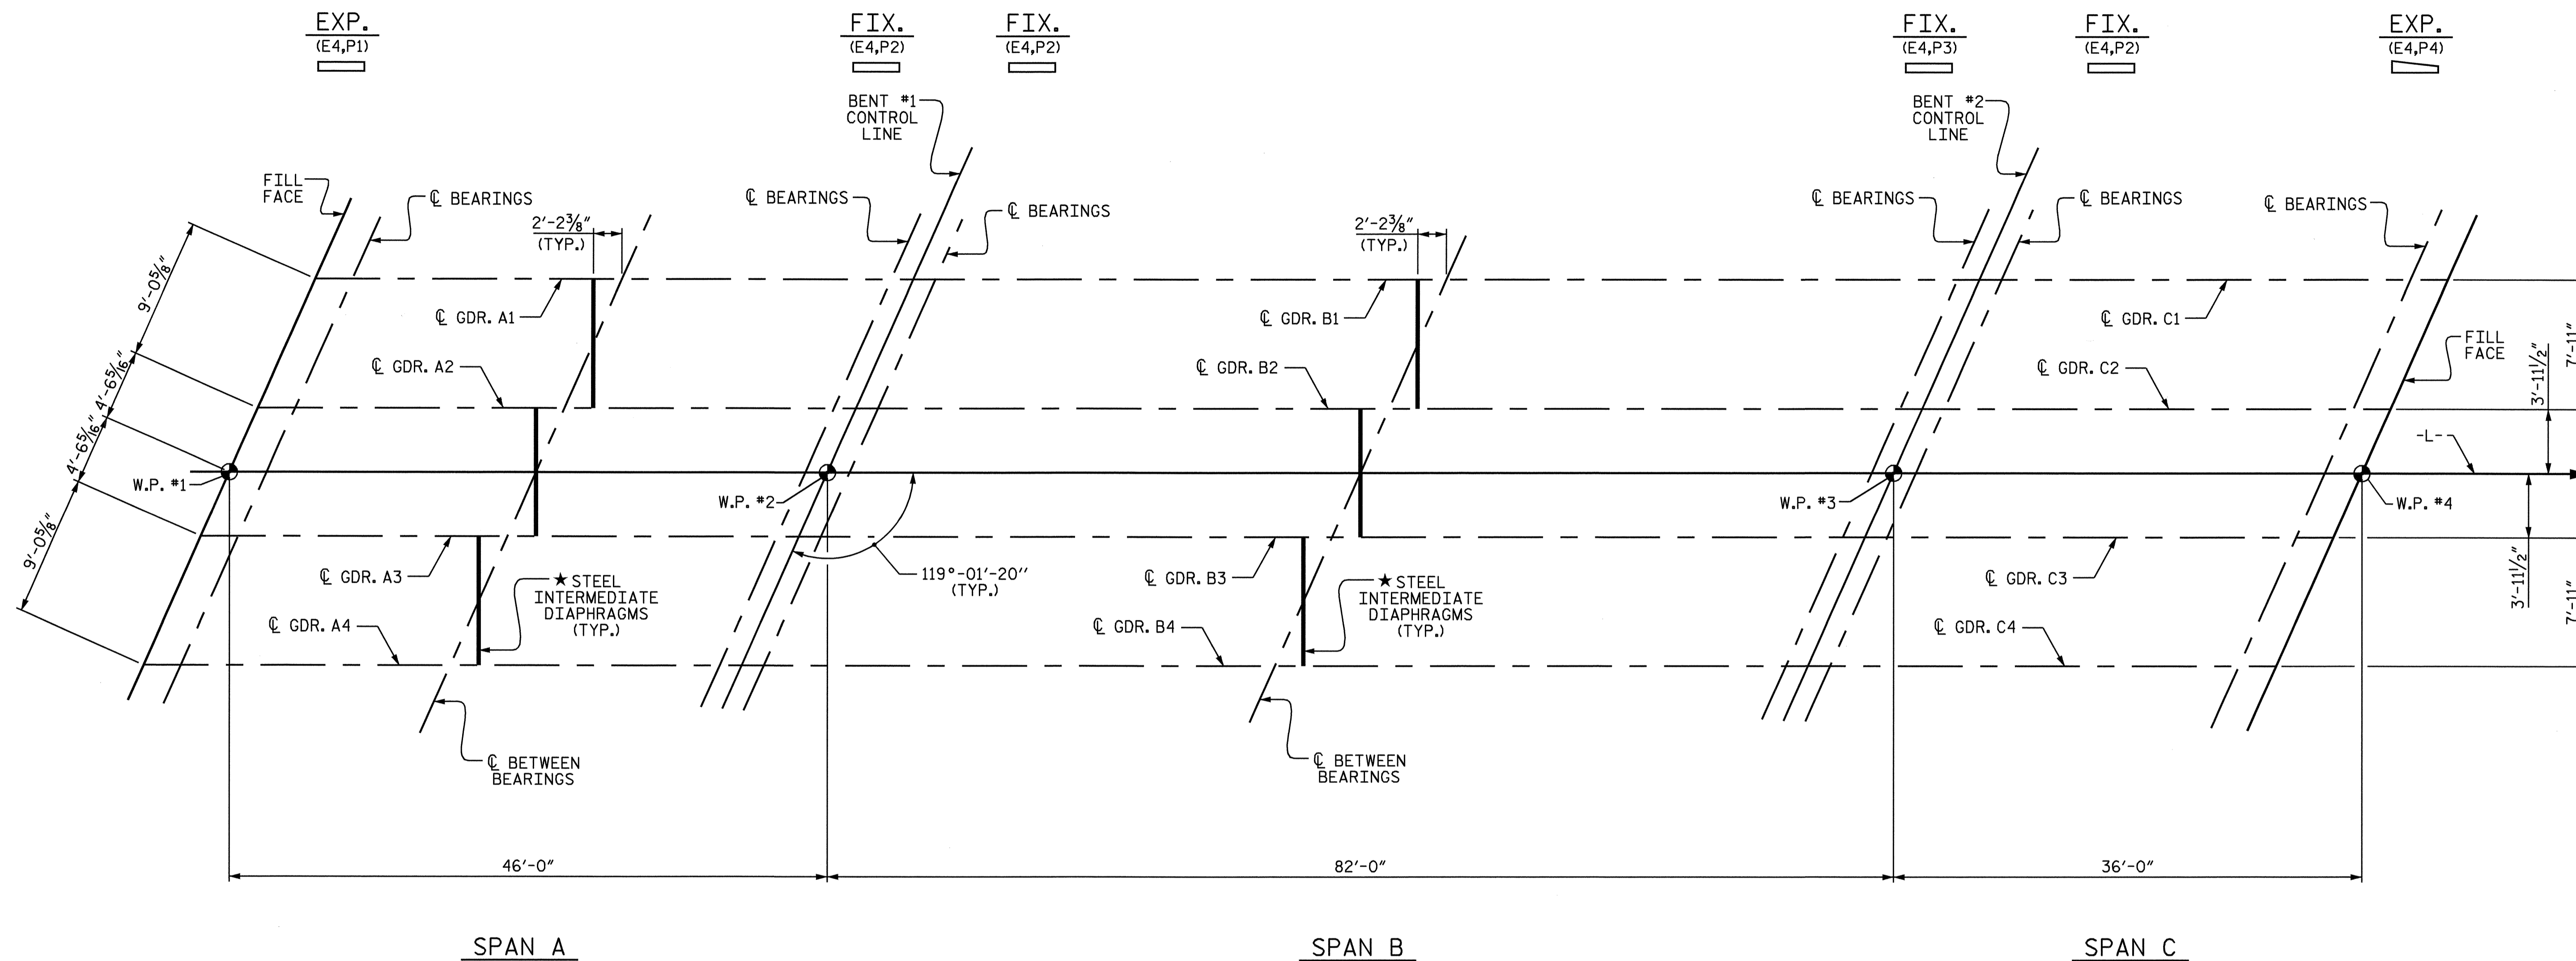 EXP.
(E4,P1)
FIX.
(E4,P2)
FIX.
(E4,P2)
FIX.
(E4,P3)
FIX.
(E4,P2)
EXP.
(E4,P4)
BENT #1
CONTROL
LINE
BENT #2
CONTROL
LINE
FILL
FACE
℄ BEARINGS
2'-2⅜"
(TYP.)
℄ BEARINGS
℄ BEARINGS
2'-2⅜"
(TYP.)
℄ BEARINGS
℄ BEARINGS
℄ BEARINGS
9'-0⅝"
4'-6 5/16"
4'-6 5/16"
9'-0⅝"
℄ GDR. A1
℄ GDR. B1
℄ GDR. C1
FILL
FACE
℄ GDR. A2
℄ GDR. B2
℄ GDR. C2
3'-11½"
7'-11"
-L-
W.P. #1
W.P. #2
W.P. #3
W.P. #4
℄ GDR. A3
★ STEEL
INTERMEDIATE
DIAPHRAGMS
(TYP.)
119°-01'-20"
(TYP.)
℄ GDR. B3
★ STEEL
INTERMEDIATE
DIAPHRAGMS
(TYP.)
℄ GDR. C3
3'-11½"
7'-11"
℄ GDR. A4
℄ GDR. B4
℄ GDR. C4
℄ BETWEEN
BEARINGS
℄ BETWEEN
BEARINGS
46'-0"
82'-0"
36'-0"
SPAN A
SPAN B
SPAN C